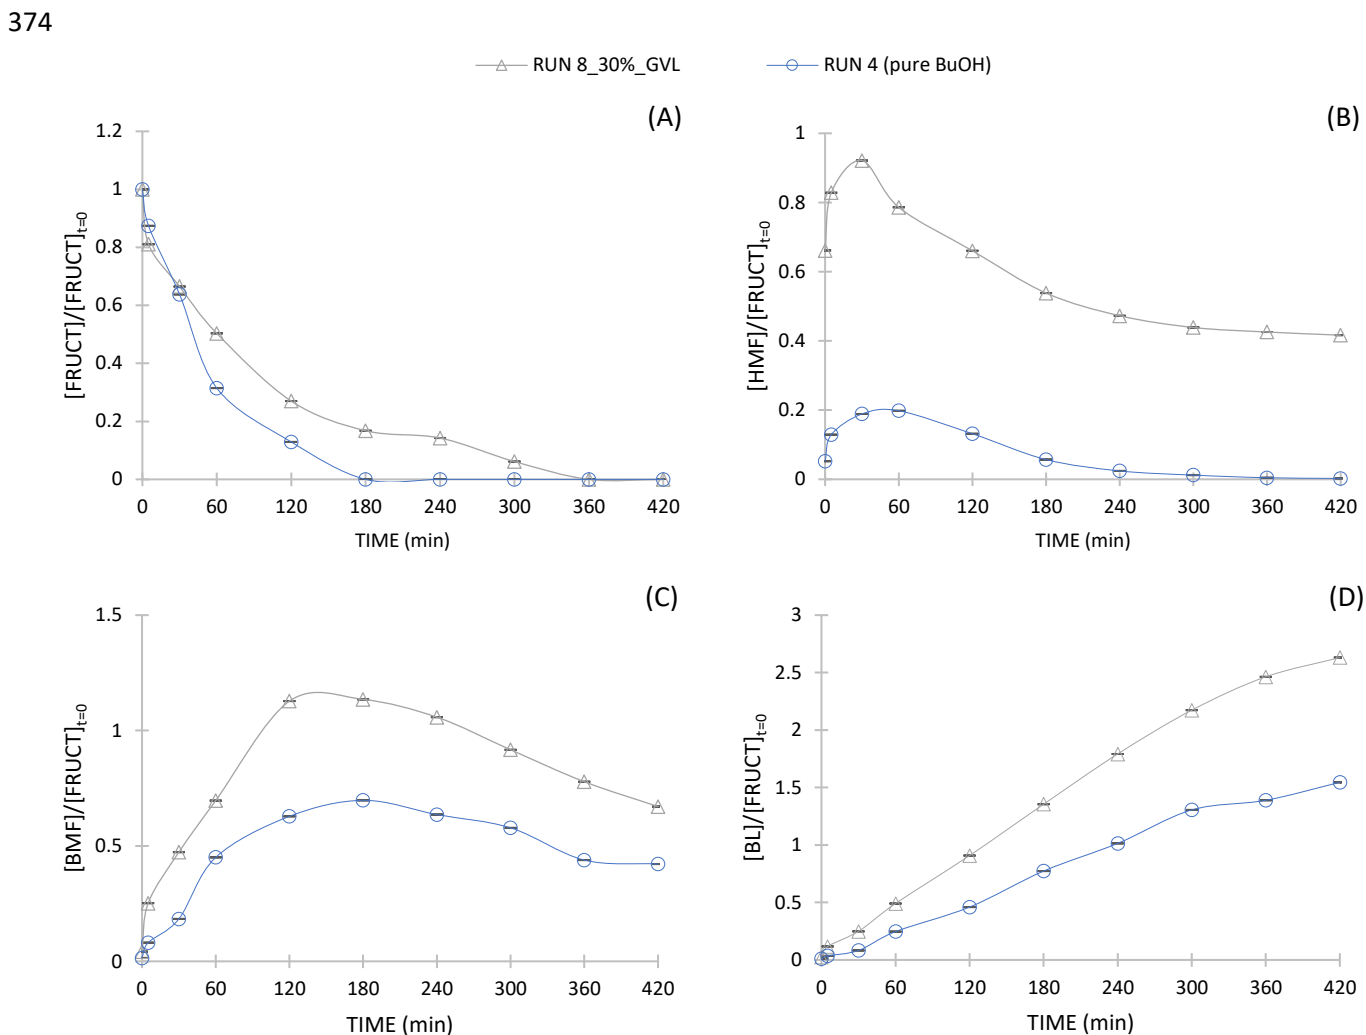 374
RUN 8_30%_GVL
RUN 4 (pure BuOH)
(A)
1.2
1
0.8
0.6
0.4
0.2
0
[FRUCT]/[FRUCT]t=0
0 60 120 180 240 300 360 420
TIME (min)
(B)
1
0.8
0.6
0.4
0.2
0
[HMF]/[FRUCT]t=0
0 60 120 180 240 300 360 420
TIME (min)
(C)
1.5
1
0.5
0
[BMF]/[FRUCT]t=0
0 60 120 180 240 300 360 420
TIME (min)
(D)
3
2.5
2
1.5
1
0.5
0
[BL]/[FRUCT]t=0
0 60 120 180 240 300 360 420
TIME (min)